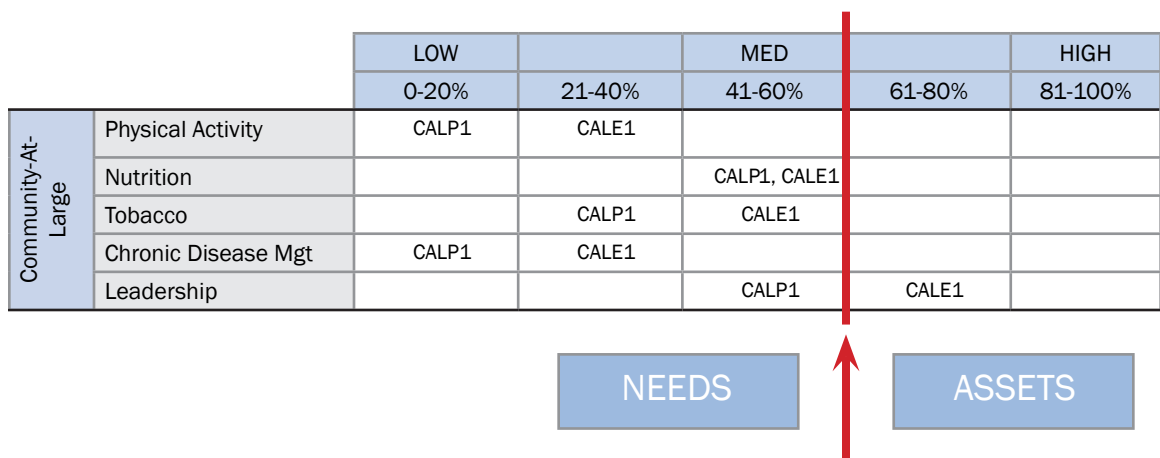 LOW MED HIGH
0-20% 21-40% 41-60% 61-80% 81-100%
Community-At-
Large
Physical Activity CALP1 CALE1
Nutrition CALP1, CALE1
Tobacco CALP1 CALE1
Chronic Disease Mgt CALP1 CALE1
Leadership CALP1 CALE1
NEEDS ASSETS